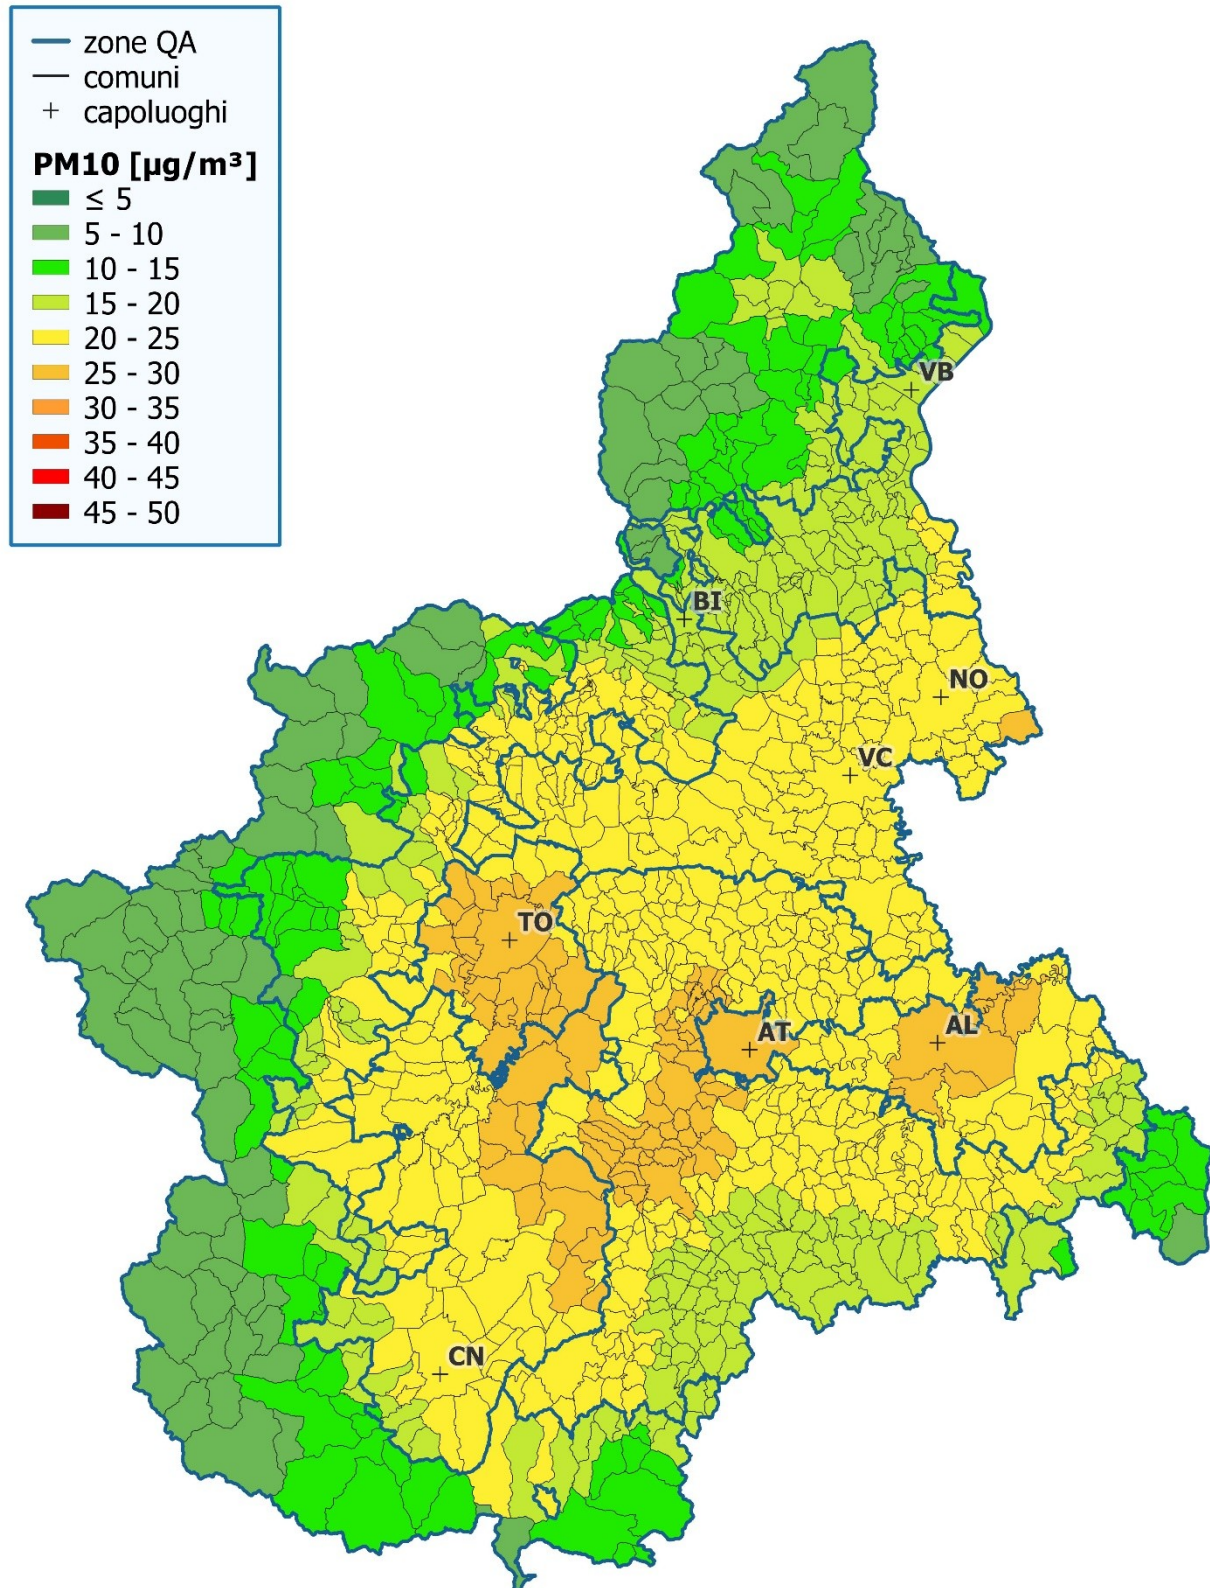 zone QA
comuni
capoluoghi
PM10 [µg/m³]
≤ 5
5 - 10
10 - 15
15 - 20
20 - 25
25 - 30
30 - 35
35 - 40
40 - 45
45 - 50
VB
BI
NO
VC
TO
AL
AT
CN